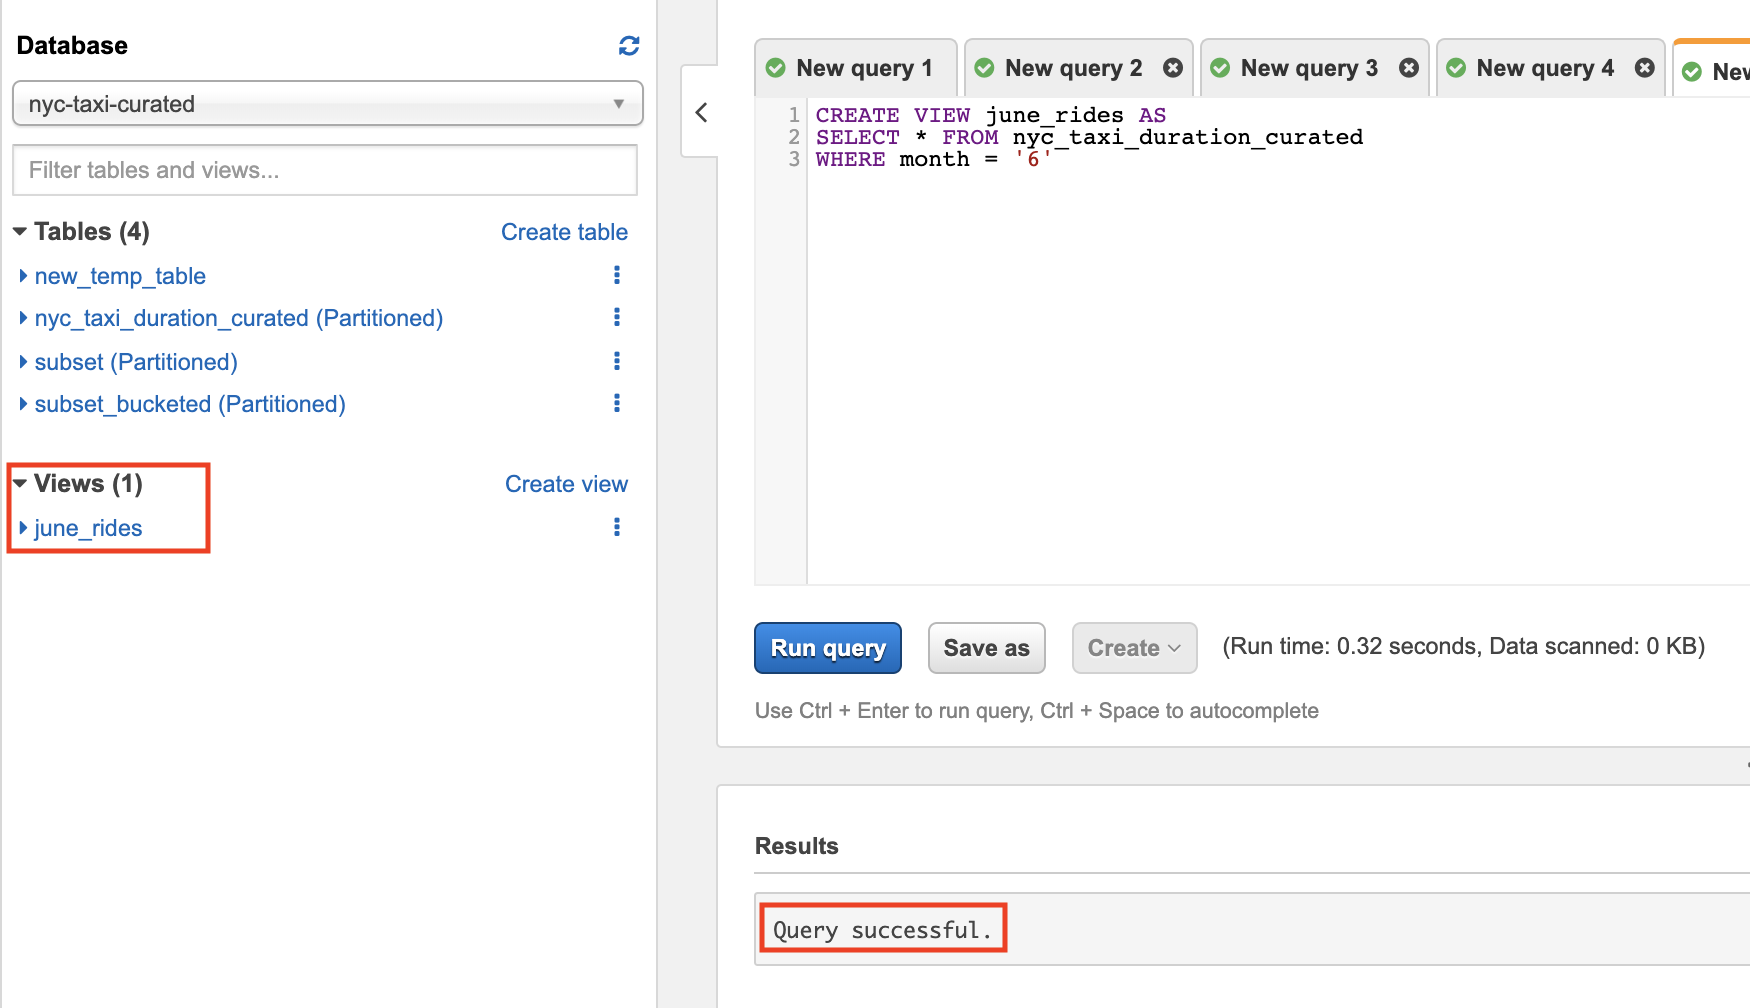 Database
nyc-taxi-curated
Filter tables and views...
Tables (4)
Create table
new_temp_table
nyc_taxi_duration_curated (Partitioned)
subset (Partitioned)
subset_bucketed (Partitioned)
Views (1)
Create view
june_rides
New query 1
New query 2
New query 3
New query 4
New
1 CREATE VIEW june_rides AS
2 SELECT * FROM nyc_taxi_duration_curated
3 WHERE month = '6'
Run query
Save as
Create
(Run time: 0.32 seconds, Data scanned: 0 KB)
Use Ctrl + Enter to run query, Ctrl + Space to autocomplete
Results
Query successful.